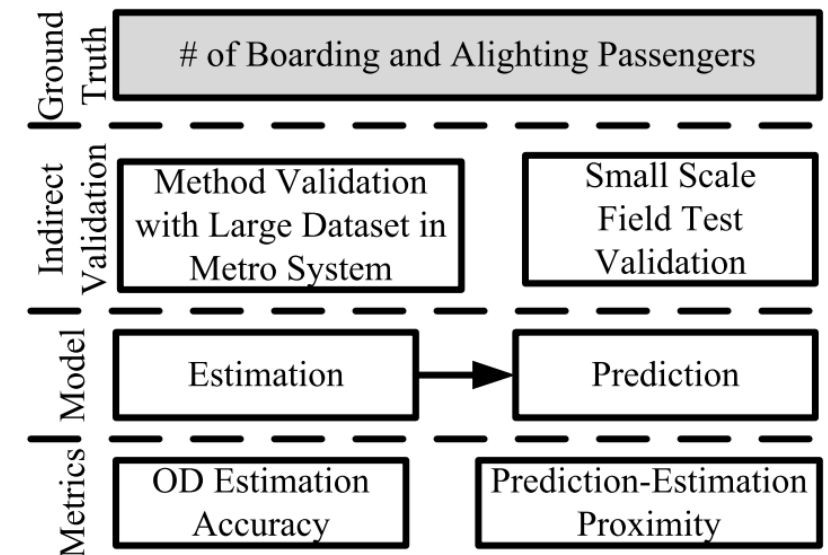 Ground
Truth
# of Boarding and Alighting Passengers
Indirect
Validation
Method Validation
with Large Dataset in
Metro System
Small Scale
Field Test
Validation
Model
Estimation
Prediction
Metrics
OD Estimation
Accuracy
Prediction-Estimation
Proximity